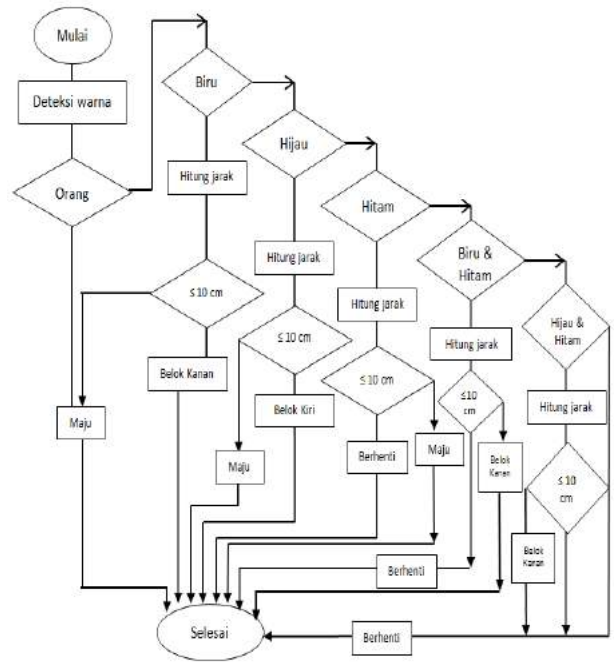 Mulai
Deteksi warna
Orang
Biru
Hitung jarak
≤ 10 cm
Belok Kanan
Maju
Hijau
Hitung jarak
≤ 10 cm
Belok Kiri
Maju
Hitam
Hitung jarak
≤ 10 cm
Berhenti
Maju
Biru &
Hitam
Hitung jarak
≤10
cm
Belok
Kanan
Berhenti
Hijau &
Hitam
Hitung jarak
≤ 10
cm
Belok
Kanan
Berhenti
Selesai